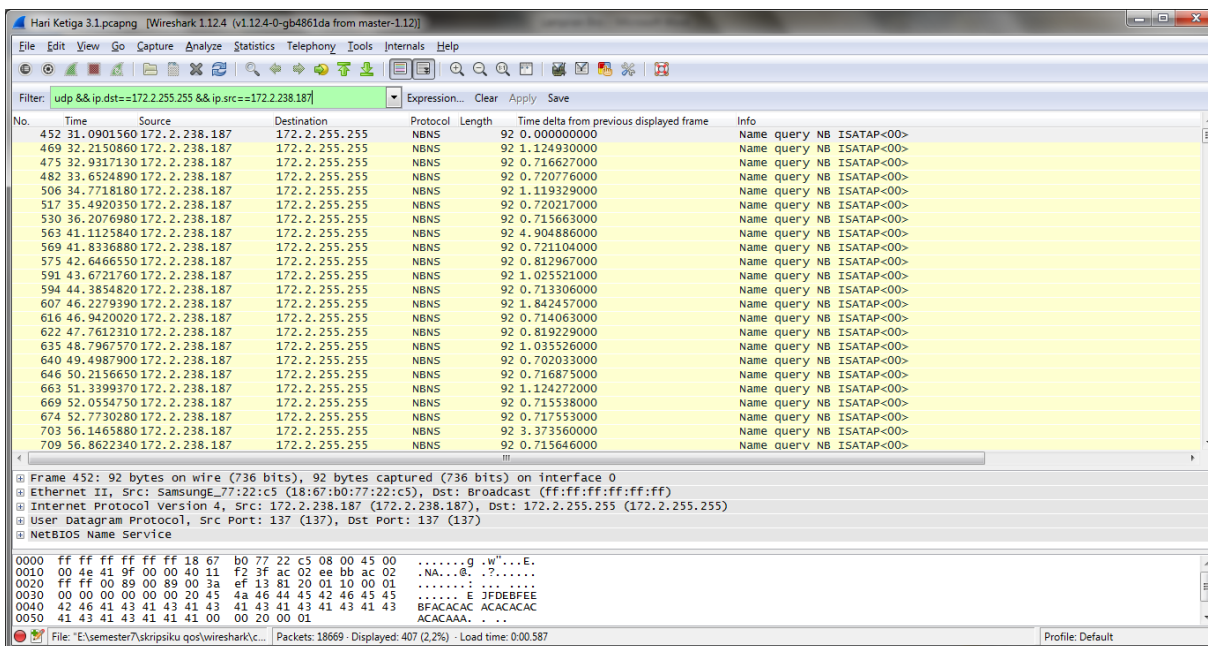 Hari Ketiga 3.1.pcapng [Wireshark 1.12.4 (v1.12.4-0-gb4861da from master-1.12)]
File Edit View Go Capture Analyze Statistics Telephony Tools Internals Help
Filter: udp && ip.dst==172.2.255.255 && ip.src==172.2.238.187 Expression... Clear Apply Save
No. Time Source Destination Protocol Length Time delta from previous displayed frame Info
452 31.0901560 172.2.238.187 172.2.255.255 NBNS 92 0.000000000 Name query NB ISATAP<00>
469 32.2150860 172.2.238.187 172.2.255.255 NBNS 92 1.124930000 Name query NB ISATAP<00>
475 32.9317130 172.2.238.187 172.2.255.255 NBNS 92 0.716627000 Name query NB ISATAP<00>
482 33.6524890 172.2.238.187 172.2.255.255 NBNS 92 0.720776000 Name query NB ISATAP<00>
506 34.7718180 172.2.238.187 172.2.255.255 NBNS 92 1.119329000 Name query NB ISATAP<00>
517 35.4920350 172.2.238.187 172.2.255.255 NBNS 92 0.720217000 Name query NB ISATAP<00>
530 36.2076980 172.2.238.187 172.2.255.255 NBNS 92 0.715663000 Name query NB ISATAP<00>
563 41.1125840 172.2.238.187 172.2.255.255 NBNS 92 4.904886000 Name query NB ISATAP<00>
569 41.8336880 172.2.238.187 172.2.255.255 NBNS 92 0.721104000 Name query NB ISATAP<00>
575 42.6466550 172.2.238.187 172.2.255.255 NBNS 92 0.812967000 Name query NB ISATAP<00>
591 43.6721760 172.2.238.187 172.2.255.255 NBNS 92 1.025521000 Name query NB ISATAP<00>
594 44.3854820 172.2.238.187 172.2.255.255 NBNS 92 0.713306000 Name query NB ISATAP<00>
607 46.2279390 172.2.238.187 172.2.255.255 NBNS 92 1.842457000 Name query NB ISATAP<00>
616 46.9420020 172.2.238.187 172.2.255.255 NBNS 92 0.714063000 Name query NB ISATAP<00>
622 47.7612310 172.2.238.187 172.2.255.255 NBNS 92 0.819229000 Name query NB ISATAP<00>
635 48.7967570 172.2.238.187 172.2.255.255 NBNS 92 1.035526000 Name query NB ISATAP<00>
640 49.4987900 172.2.238.187 172.2.255.255 NBNS 92 0.702033000 Name query NB ISATAP<00>
646 50.2156650 172.2.238.187 172.2.255.255 NBNS 92 0.716875000 Name query NB ISATAP<00>
663 51.3399370 172.2.238.187 172.2.255.255 NBNS 92 1.124272000 Name query NB ISATAP<00>
669 52.0554750 172.2.238.187 172.2.255.255 NBNS 92 0.715538000 Name query NB ISATAP<00>
674 52.7730280 172.2.238.187 172.2.255.255 NBNS 92 0.717553000 Name query NB ISATAP<00>
703 56.1465880 172.2.238.187 172.2.255.255 NBNS 92 3.373560000 Name query NB ISATAP<00>
709 56.8622340 172.2.238.187 172.2.255.255 NBNS 92 0.715646000 Name query NB ISATAP<00>
Frame 452: 92 bytes on wire (736 bits), 92 bytes captured (736 bits) on interface 0
Ethernet II, Src: SamsungE_77:22:c5 (18:67:b0:77:22:c5), Dst: Broadcast (ff:ff:ff:ff:ff:ff)
Internet Protocol Version 4, Src: 172.2.238.187 (172.2.238.187), Dst: 172.2.255.255 (172.2.255.255)
User Datagram Protocol, Src Port: 137 (137), Dst Port: 137 (137)
NetBIOS Name Service
0000 ff ff ff ff ff ff 18 67 b0 77 22 c5 08 00 45 00 .......g .w"...E.
0010 00 4e 41 9f 00 00 40 11 f2 3f ac 02 ee bb ac 02 .NA...@. .?......
0020 ff ff 00 89 00 89 00 3a ef 13 81 20 01 10 00 01 .......: ... ....
0030 00 00 00 00 00 00 20 45 4a 46 44 45 42 46 45 45 ...... E JFDEBFEE
0040 42 46 41 43 41 43 41 43 41 43 41 43 41 43 41 43 BFACACAC ACACACAC
0050 41 43 41 43 41 41 41 00 00 20 00 01 ACACAAA. . ..
File: "E:\semester7\skripsiku qos\wireshark\c... Packets: 18669 · Displayed: 407 (2,2%) · Load time: 0:00.587 Profile: Default